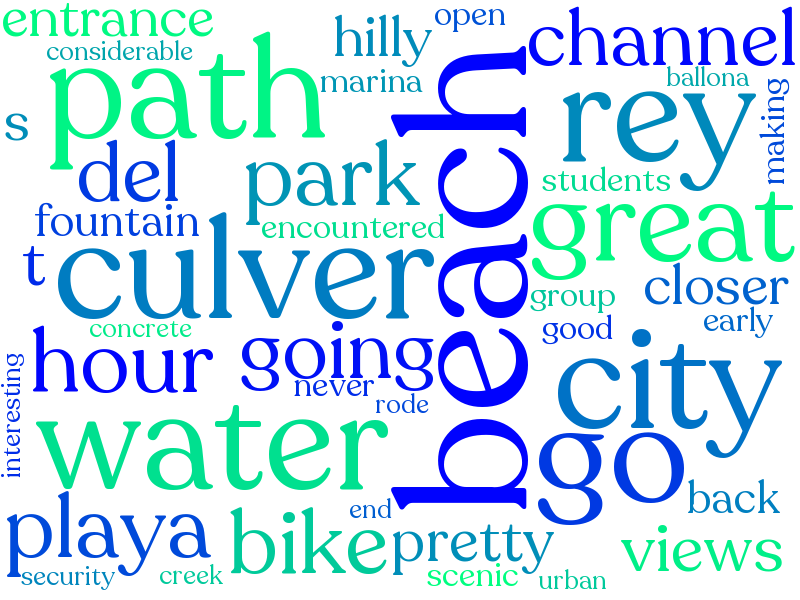 entrance
considerable
hilly
open
channel
marina
ballona
making
path
s
beach
rey
del
park
students
fountain
encountered
great
t
culver
closer
group
early
concrete
good
hour
going
never
city
interesting
rode
water
go
back
playa
end
bike
pretty
views
security
creek
scenic
urban